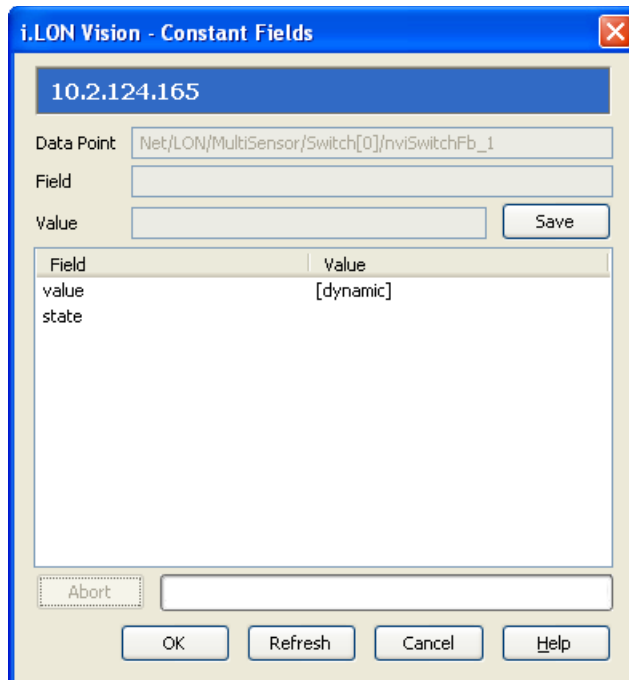 i.LON Vision - Constant Fields
10.2.124.165
Data Point Net/LON/MultiSensor/Switch[0]/nviSwitchFb_1
Field
Value Save
Field Value
value [dynamic]
state
Abort
OK Refresh Cancel Help